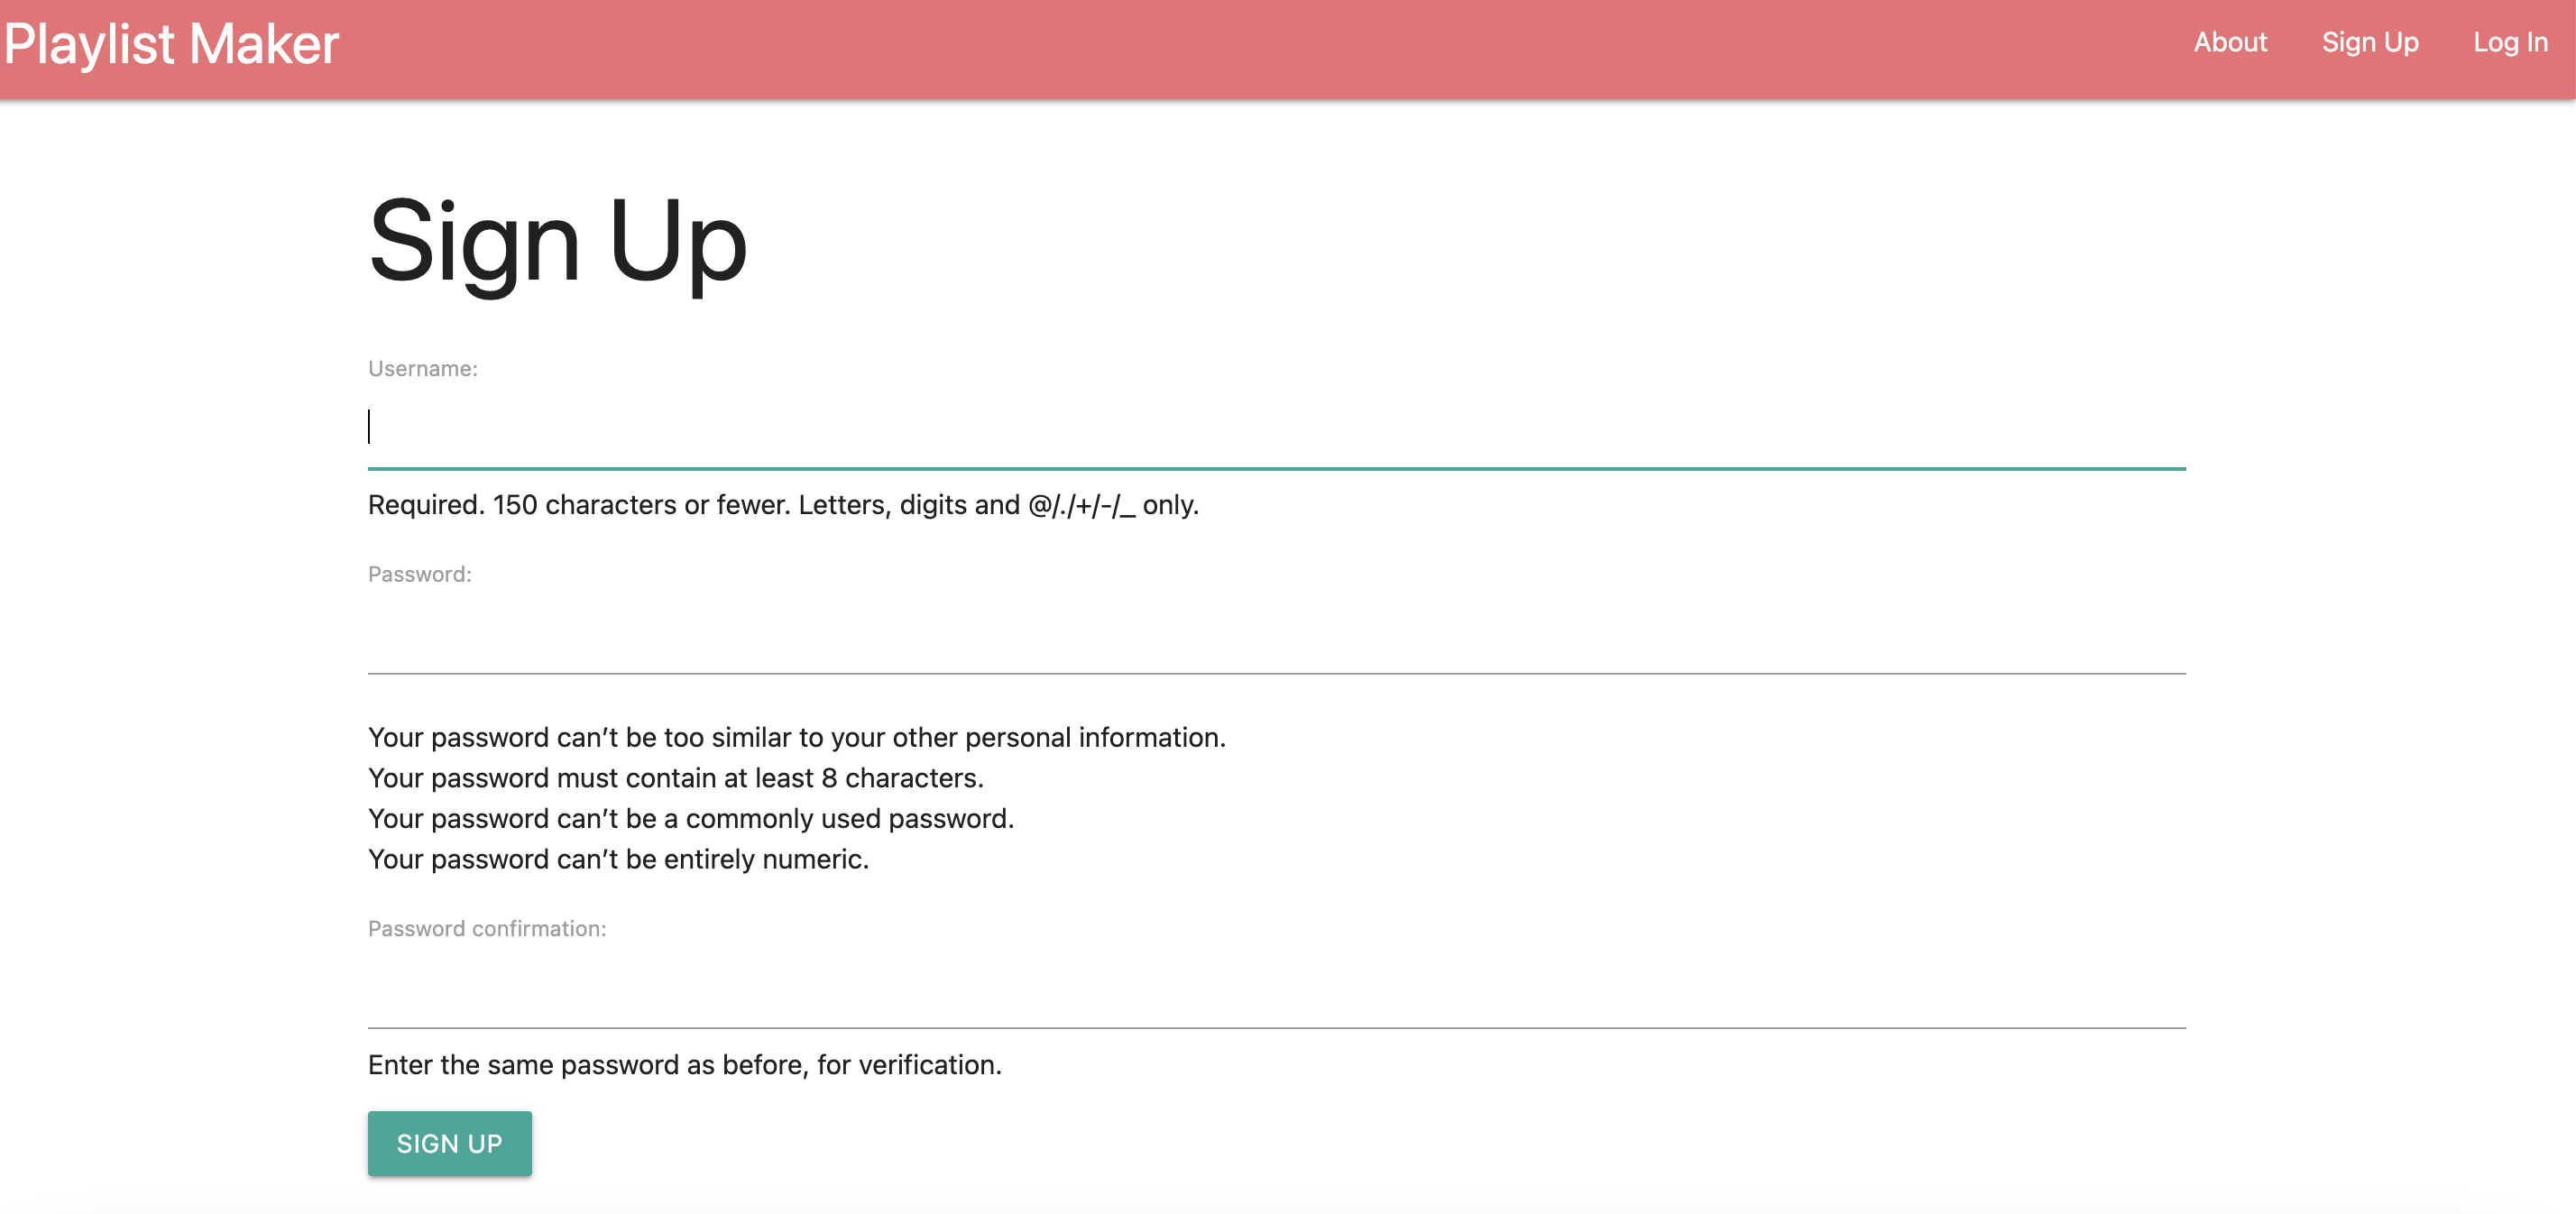 Playlist Maker
About Sign Up Log In
Sign Up
Username:
Required. 150 characters or fewer. Letters, digits and @/./+/-/_ only.
Password:
Your password can’t be too similar to your other personal information.
Your password must contain at least 8 characters.
Your password can’t be a commonly used password.
Your password can’t be entirely numeric.
Password confirmation:
Enter the same password as before, for verification.
SIGN UP